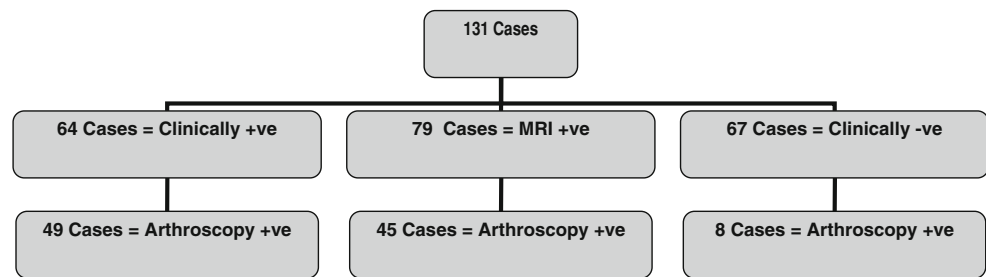 131 Cases
64 Cases = Clinically +ve
79 Cases = MRI +ve
67 Cases = Clinically -ve
49 Cases = Arthroscopy +ve
45 Cases = Arthroscopy +ve
8 Cases = Arthroscopy +ve